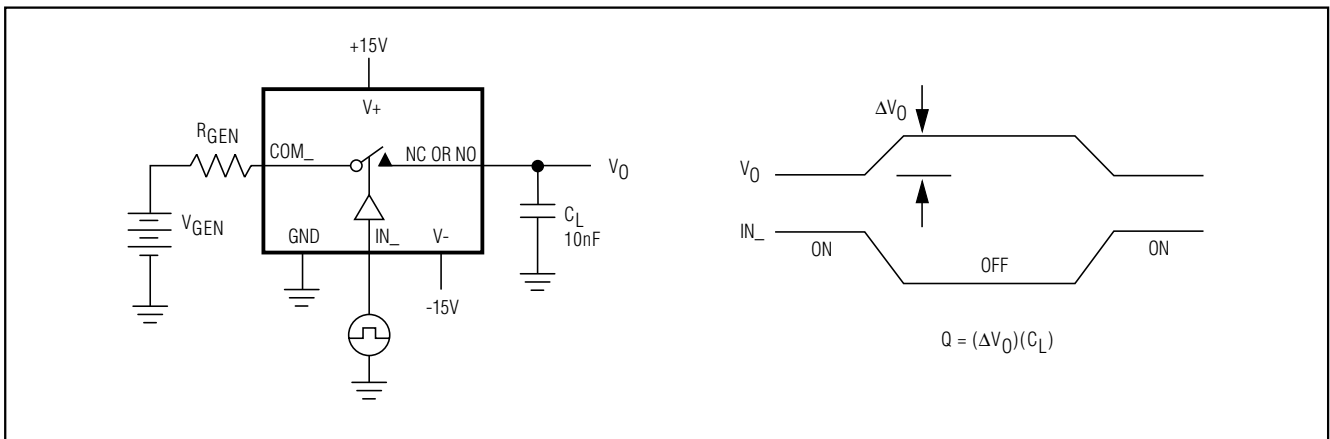 +15V
V+
RGEN
COM_
NC OR NO
VO
VGEN
CL
10nF
GND
IN_
V-
-15V
ΔVO
VO
IN_
ON
OFF
ON
Q = (ΔVO)(CL)